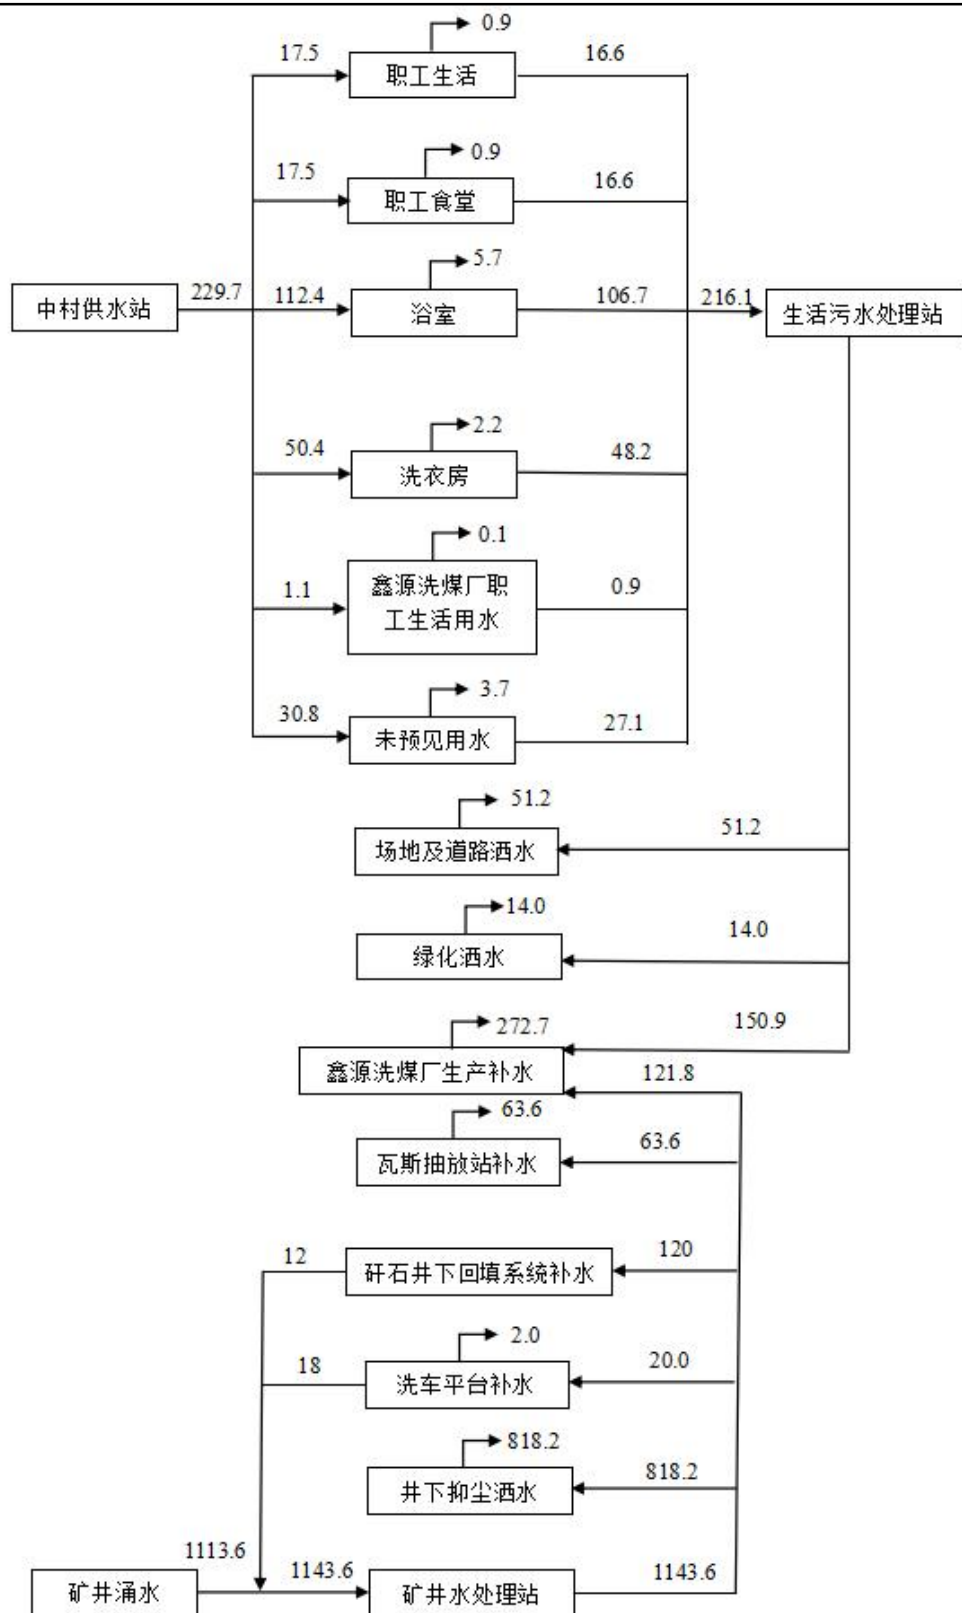 0.9
17.5
职工生活
16.6
0.9
17.5
职工食堂
16.6
5.7
中村供水站
229.7
112.4
浴室
106.7
216.1
生活污水处理站
2.2
50.4
洗衣房
48.2
0.1
1.1
鑫源洗煤厂职
工生活用水
0.9
3.7
30.8
未预见用水
27.1
51.2
场地及道路洒水
51.2
14.0
绿化洒水
14.0
272.7
150.9
鑫源洗煤厂生产补水
121.8
63.6
瓦斯抽放站补水
63.6
12
矸石井下回填系统补水
120
2.0
18
洗车平台补水
20.0
818.2
井下抑尘洒水
818.2
1113.6
矿井涌水
1143.6
矿井水处理站
1143.6